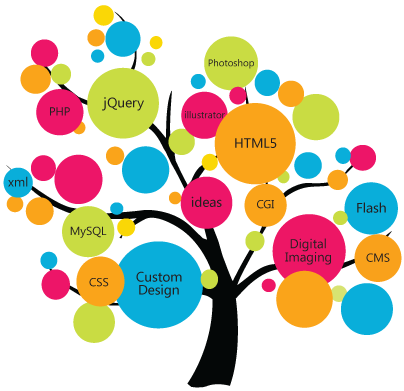 Photoshop
jQuery
PHP
illustrator
HTML5
xml
ideas
CGI
Flash
MySQL
Digital
Imaging
CMS
CSS
Custom
Design